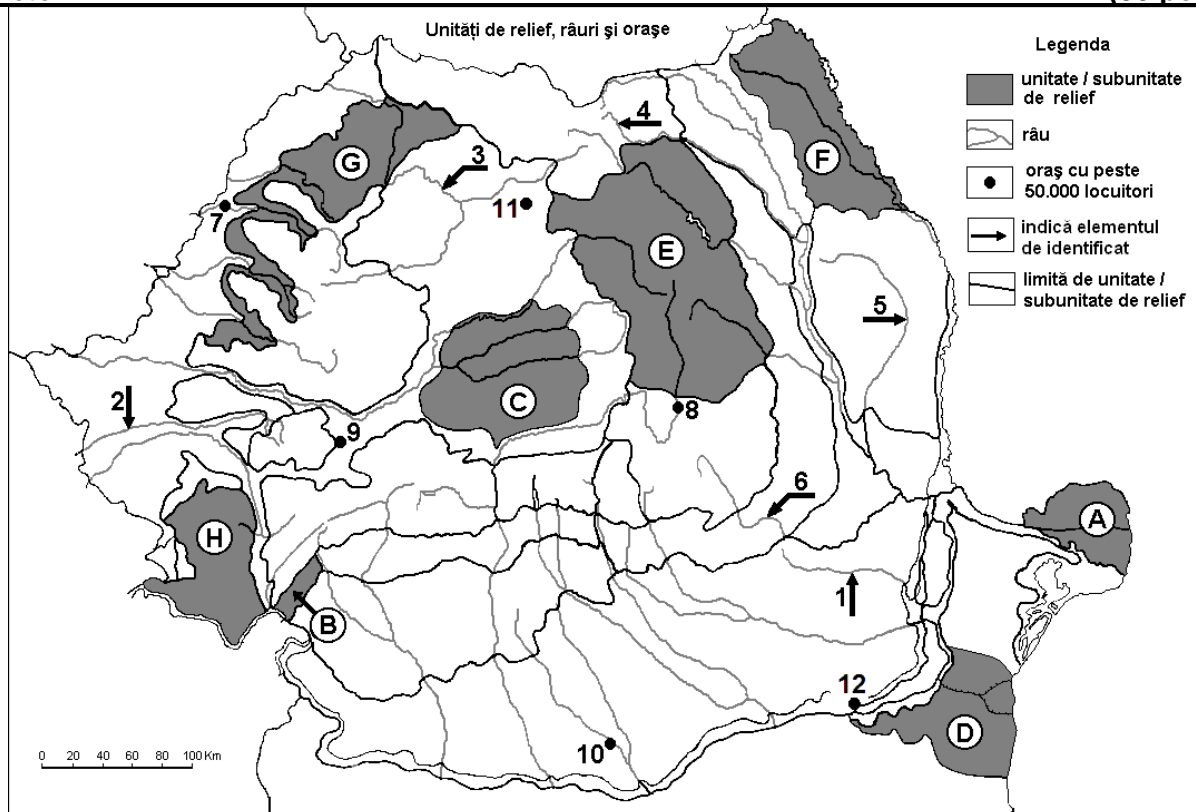 Unități de relief, râuri și orașe
Legenda
unitate / subunitate
de relief
râu
oraș cu peste
50.000 locuitori
indică elementul
de identificat
limită de unitate /
subunitate de relief
4
F
G
3
7
11
E
5
2
C
8
9
6
H
A
1
B
12
D
10
0 20 40 60 80 100 Km